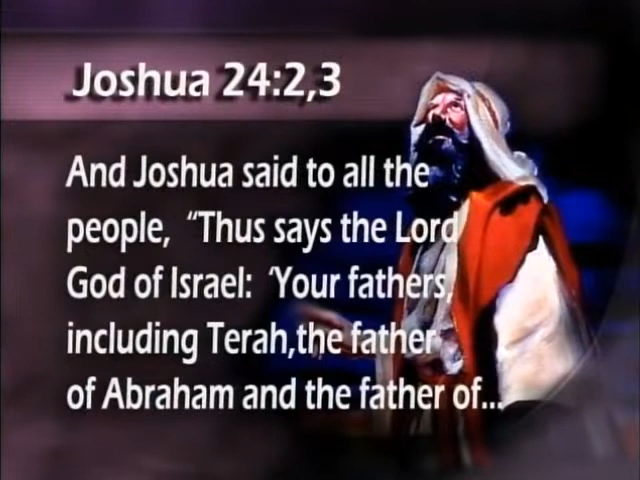 Joshua 24:2,3
And Joshua said to all the
people, “Thus says the Lord
God of Israel: ‘Your fathers,
including Terah,the father
of Abraham and the father of...